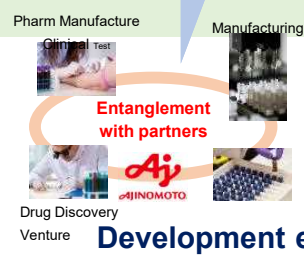 Pharm Manufacture
Manufacturing
Clinical Test
Entanglement
with partners
AJINOMOTO
Drug Discovery
Venture
Development e